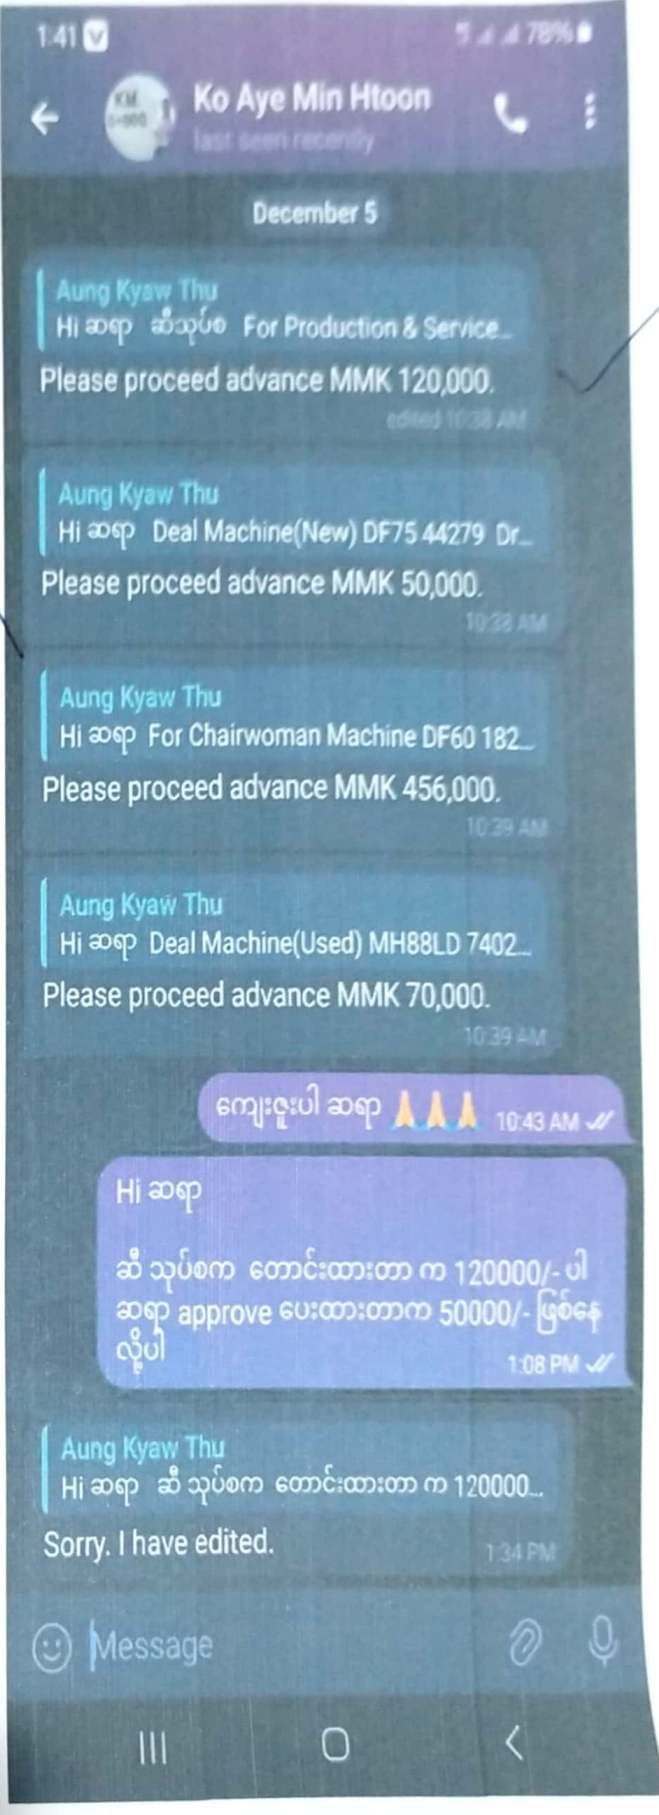 1:41
78%
Ko Aye Min Htoon
last seen recently
December 5
Aung Kyaw Thu
Hi ဆရာ ဆီသုပ်စ For Production & Service...
Please proceed advance MMK 120,000.
edited 10:38 AM
Aung Kyaw Thu
Hi ဆရာ Deal Machine(New) DF75 44279 Dr...
Please proceed advance MMK 50,000.
10:38 AM
Aung Kyaw Thu
Hi ဆရာ For Chairwoman Machine DF60 182...
Please proceed advance MMK 456,000.
10:39 AM
Aung Kyaw Thu
Hi ဆရာ Deal Machine(Used) MH88LD 7402...
Please proceed advance MMK 70,000.
10:39 AM
ကျေးဇူးပါ ဆရာ 🙏🙏🙏 10:43 AM
Hi ဆရာ
ဆီ သုပ်စက တောင်းထားတာ က 120000/- ပါ
ဆရာ approve ပေးထားတာက 50000/- ဖြစ်နေ
လို့ပါ
1:08 PM
Aung Kyaw Thu
Hi ဆရာ ဆီ သုပ်စက တောင်းထားတာ က 120000...
Sorry. I have edited.
1:34 PM
Message